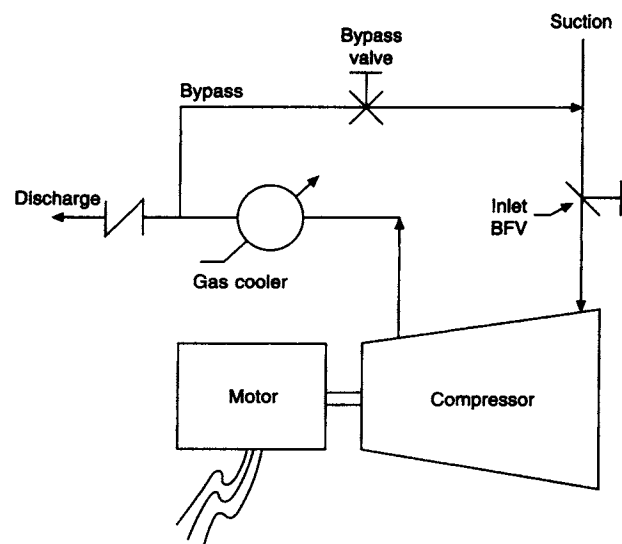 Suction
Bypass
valve
Bypass
Discharge
Inlet
BFV
Gas cooler
Motor
Compressor